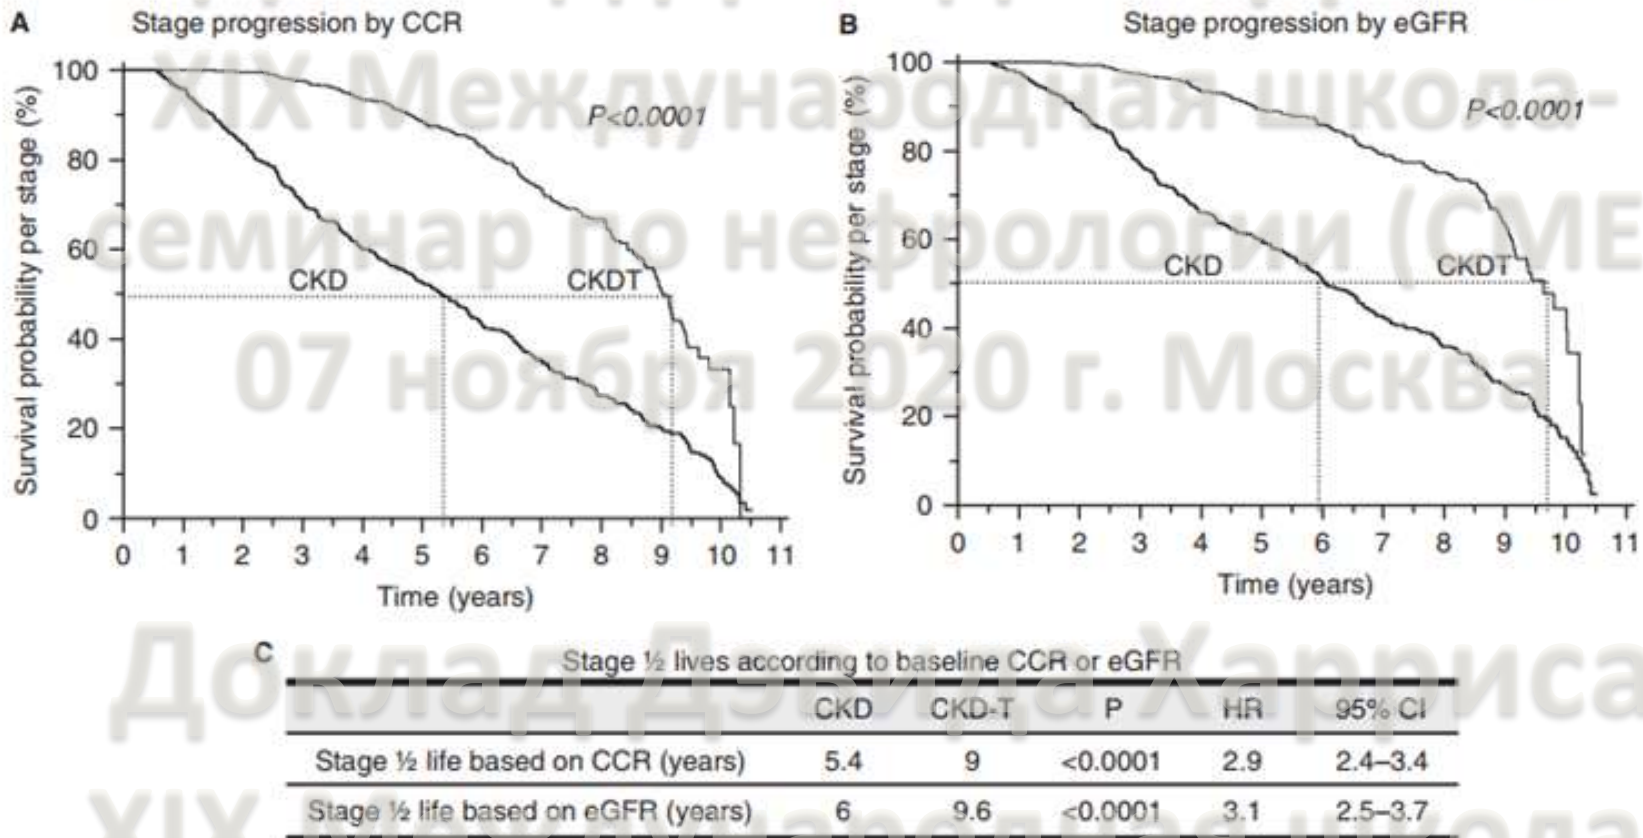 A Stage progression by CCR
Survival probability per stage (%)
100
80
60
40
20
0
P<0.0001
CKD CKDT
0 1 2 3 4 5 6 7 8 9 10 11
Time (years)
B Stage progression by eGFR
Survival probability per stage (%)
100
80
60
40
20
0
P<0.0001
CKD CKDT
0 1 2 3 4 5 6 7 8 9 10 11
Time (years)
C Stage ½ lives according to baseline CCR or eGFR
CKD CKD-T P HR 95% CI
Stage ½ life based on CCR (years) 5.4 9 <0.0001 2.9 2.4–3.4
Stage ½ life based on eGFR (years) 6 9.6 <0.0001 3.1 2.5–3.7
XIX Международная школа-
семинар по нефрологии (СМЕ
07 ноября 2020 г. Москва
Доклад Дэвида Харриса
XIX Международная школа